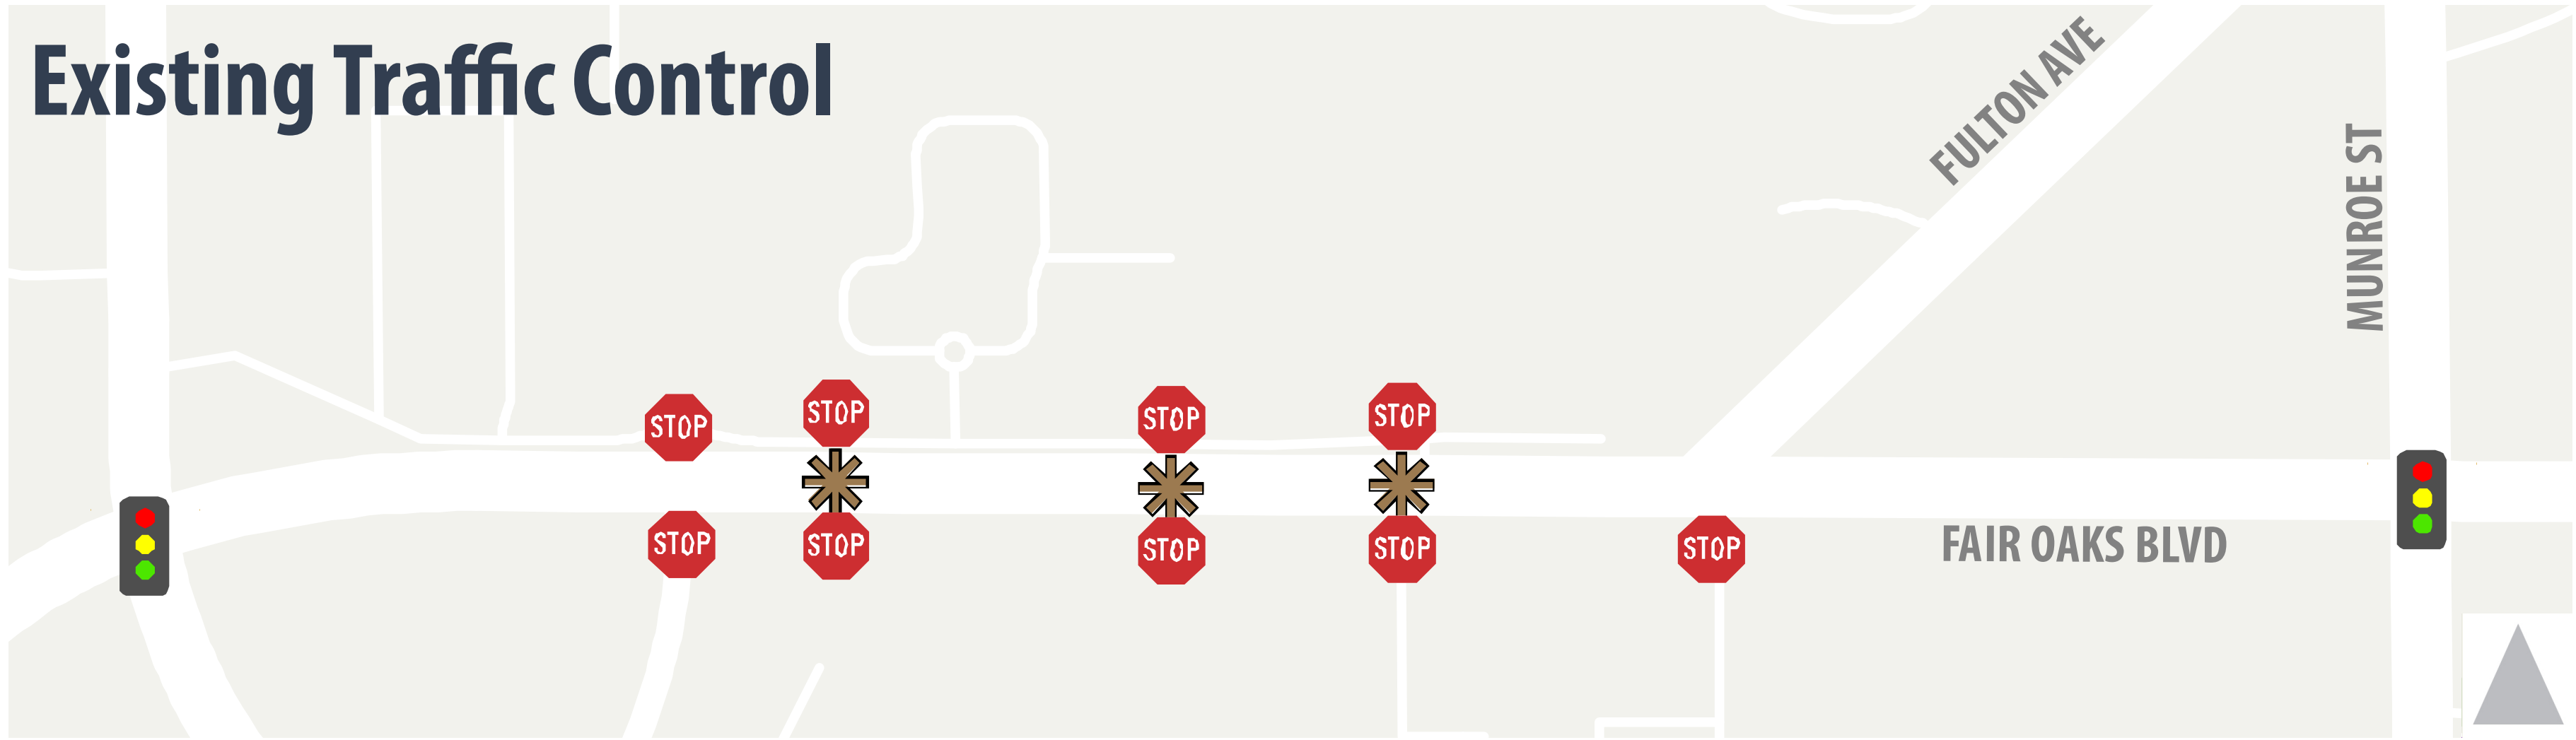 Existing Traffic Control
FULTON AVE
MUNROE ST
STOP
STOP
STOP
STOP
STOP
STOP
STOP
STOP
STOP
FAIR OAKS BLVD